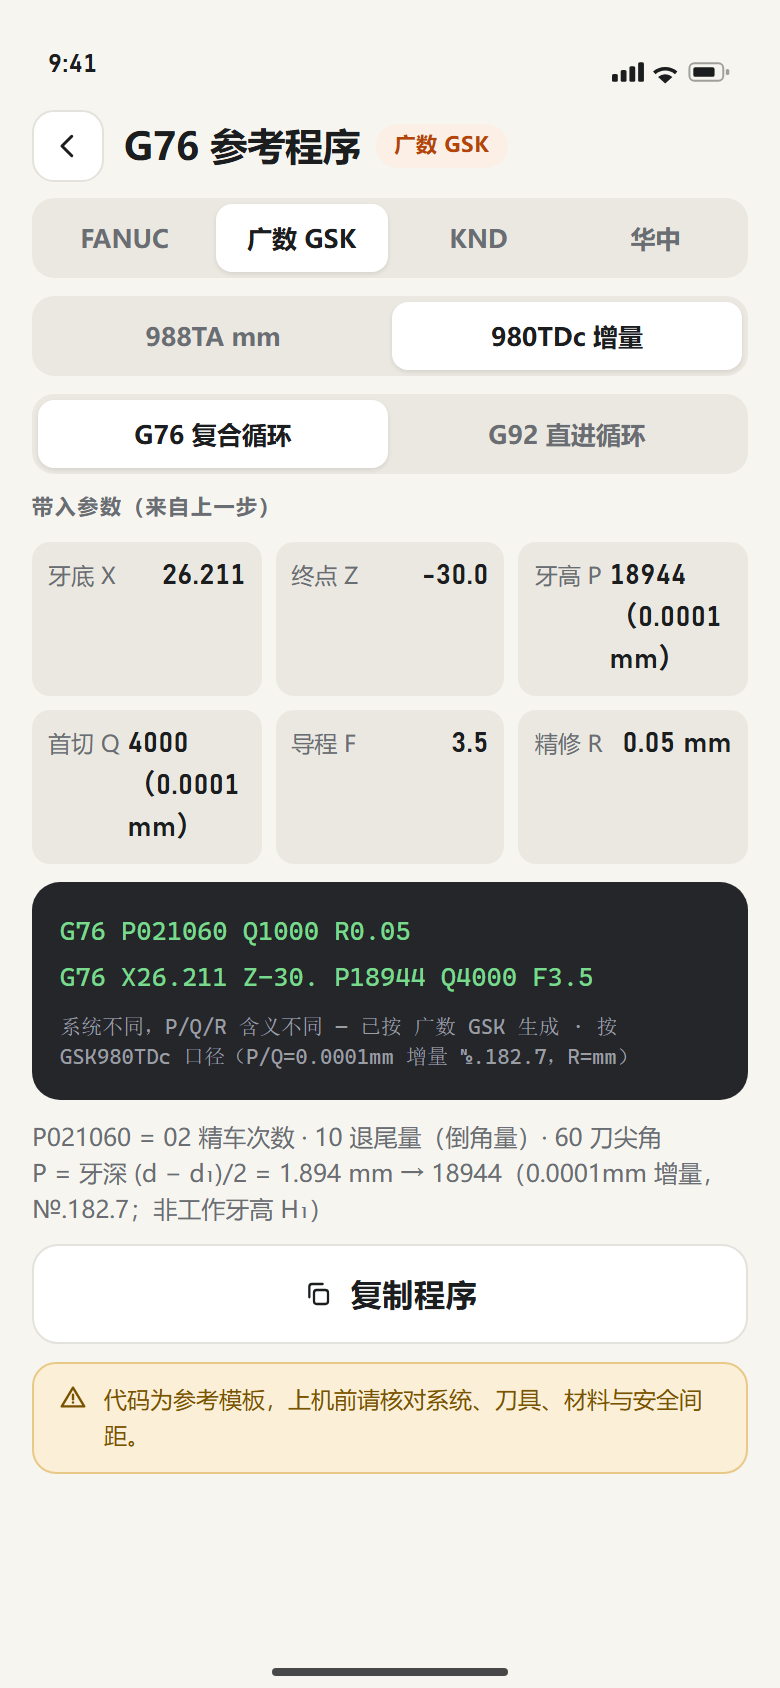 9:41
G76 参考程序 广数 GSK
FANUC 广数 GSK KND 华中
988TA mm 980TDc 增量
G76 复合循环 G92 直进循环
带入参数（来自上一步）
牙底 X 26.211
终点 Z -30.0
牙高 P 18944
（0.0001
mm）
首切 Q 4000
（0.0001
mm）
导程 F 3.5
精修 R 0.05 mm
G76 P021060 Q1000 R0.05
G76 X26.211 Z-30. P18944 Q4000 F3.5
系统不同，P/Q/R 含义不同 — 已按 广数 GSK 生成 · 按
GSK980TDc 口径（P/Q=0.0001mm 增量 №.182.7，R=mm）
P021060 = 02 精车次数 · 10 退尾量（倒角量）· 60 刀尖角
P = 牙深 (d − d₁)/2 = 1.894 mm → 18944（0.0001mm 增量，
№.182.7；非工作牙高 H₁）
复制程序
代码为参考模板，上机前请核对系统、刀具、材料与安全间
距。